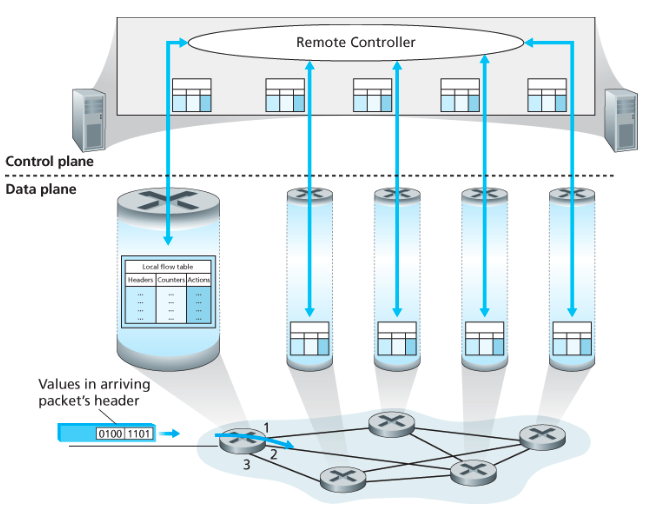 Remote Controller
Control plane
Data plane
Local flow table
Headers Counters Actions
... ... ...
... ... ...
... ... ...
... ... ...
Values in arriving
packet's header
0100 1101
1
2
3